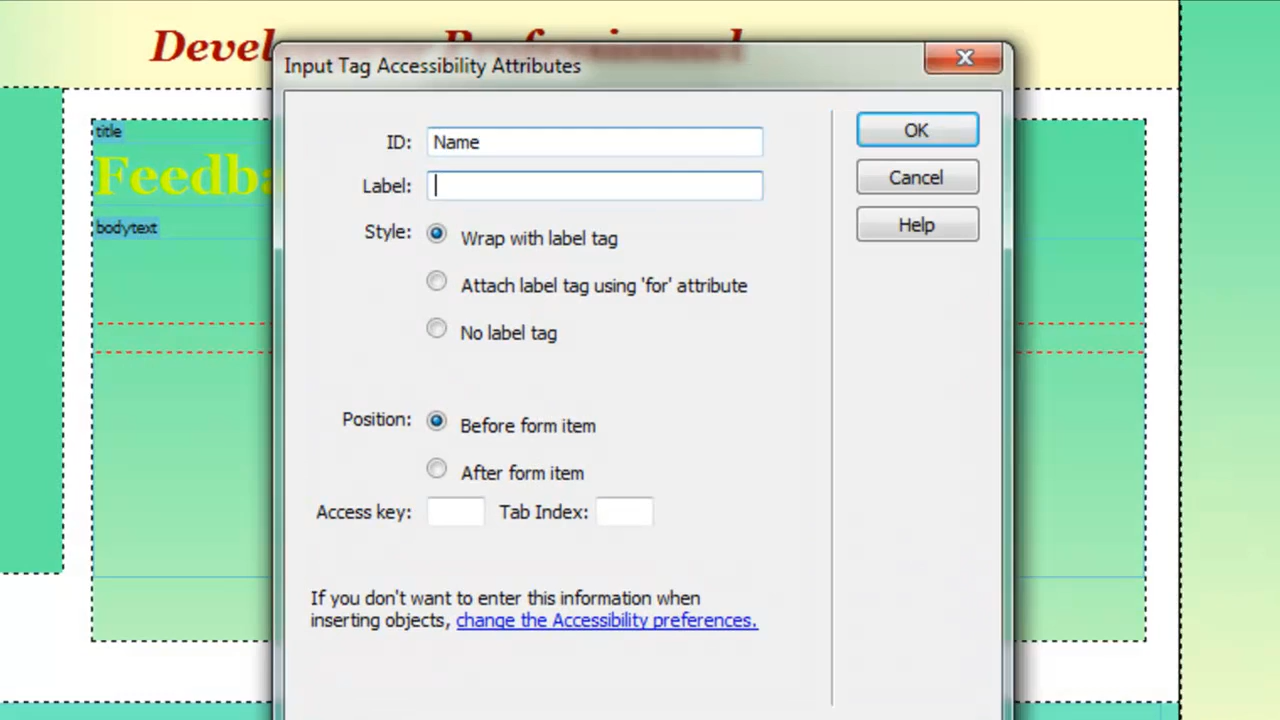 Input Tag Accessibility Attributes
ID: Name
OK
title
Label:
Cancel
bodytext
Style: Wrap with label tag
Help
Attach label tag using 'for' attribute
No label tag
Position: Before form item
After form item
Access key: Tab Index:
If you don't want to enter this information when
inserting objects, change the Accessibility preferences.